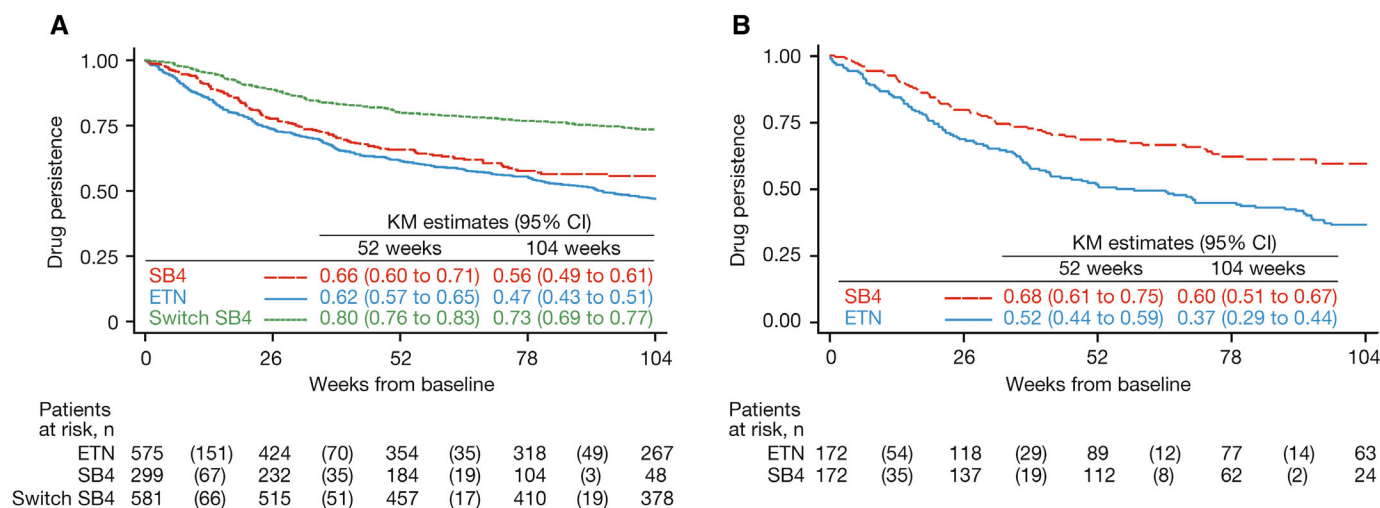 A
1.00
0.75
0.50
0.25
0
Drug persistence
KM estimates (95% CI)
52 weeks 104 weeks
SB4 0.66 (0.60 to 0.71) 0.56 (0.49 to 0.61)
ETN 0.62 (0.57 to 0.65) 0.47 (0.43 to 0.51)
Switch SB4 0.80 (0.76 to 0.83) 0.73 (0.69 to 0.77)
0 26 52 78 104
Weeks from baseline
Patients
at risk, n
ETN 575 (151) 424 (70) 354 (35) 318 (49) 267
SB4 299 (67) 232 (35) 184 (19) 104 (3) 48
Switch SB4 581 (66) 515 (51) 457 (17) 410 (19) 378
B
1.00
0.75
0.50
0.25
0.00
Drug persistence
KM estimates (95% CI)
52 weeks 104 weeks
SB4 0.68 (0.61 to 0.75) 0.60 (0.51 to 0.67)
ETN 0.52 (0.44 to 0.59) 0.37 (0.29 to 0.44)
0 26 52 78 104
Weeks from baseline
Patients
at risk, n
ETN 172 (54) 118 (29) 89 (12) 77 (14) 63
SB4 172 (35) 137 (19) 112 (8) 62 (2) 24